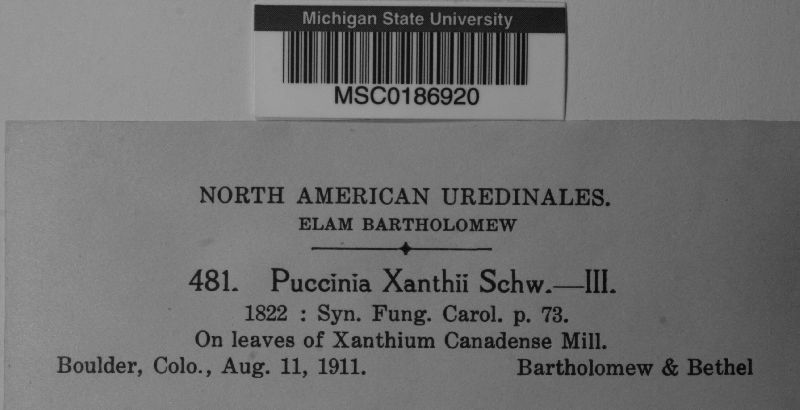 Michigan State University
MSC0186920
NORTH AMERICAN UREDINALES.
ELAM BARTHOLOMEW
481. Puccinia Xanthii Schw.—III.
1822 : Syn. Fung. Carol. p. 73.
On leaves of Xanthium Canadense Mill.
Boulder, Colo., Aug. 11, 1911. Bartholomew & Bethel